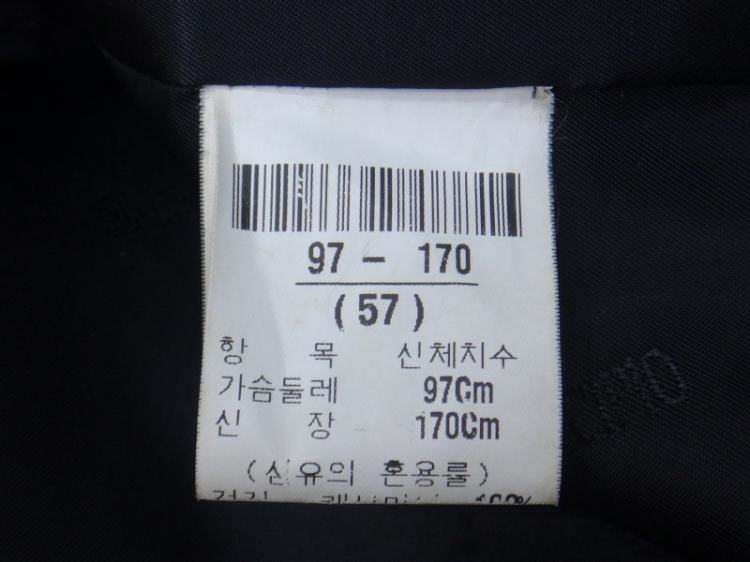 97 - 170
(57)
항 목 신체치수
가슴둘레 97Cm
신 장 170Cm
(섬유의 혼용률)